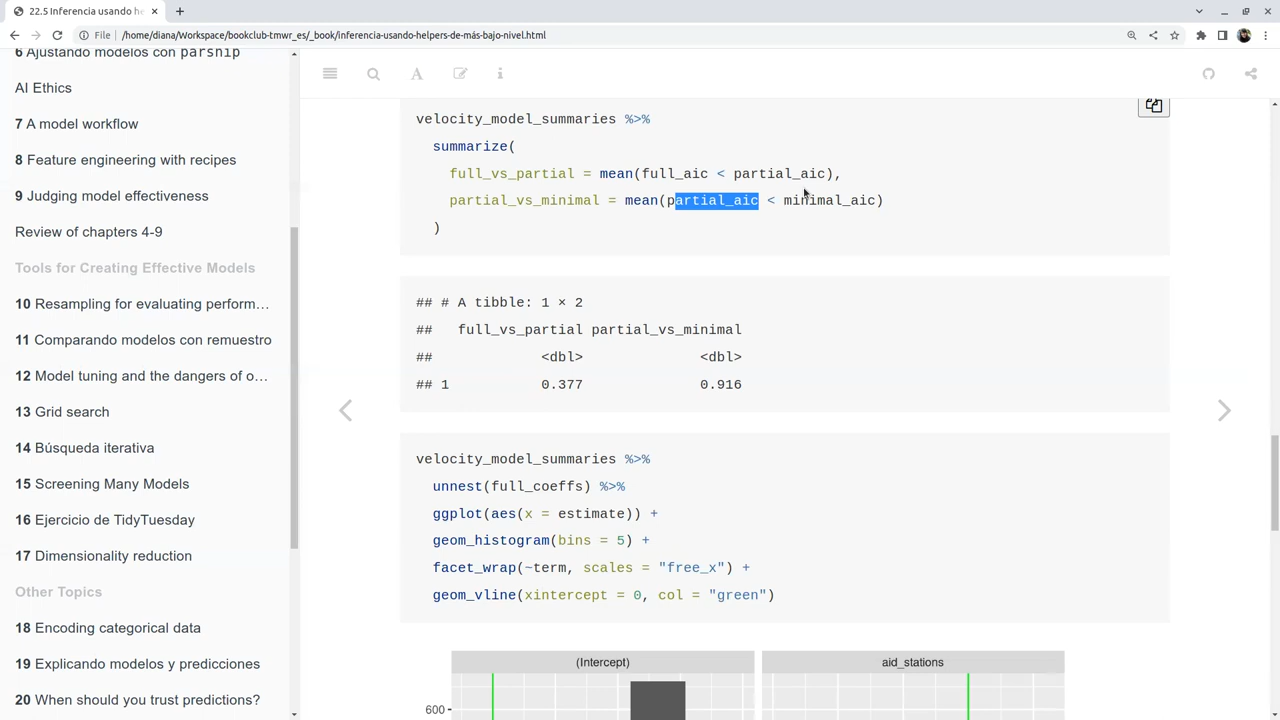 22.5 Inferencia usando he
File
/home/diana/Workspace/bookclub-tmwr_es/_book/inferencia-usando-helpers-de-más-bajo-nivel.html
6 Ajustando modelos con parsnip
AI Ethics
7 A model workflow
8 Feature engineering with recipes
9 Judging model effectiveness
Review of chapters 4-9
Tools for Creating Effective Models
10 Resampling for evaluating perform…
11 Comparando modelos con remuestro
12 Model tuning and the dangers of o…
13 Grid search
14 Búsqueda iterativa
15 Screening Many Models
16 Ejercicio de TidyTuesday
17 Dimensionality reduction
Other Topics
18 Encoding categorical data
19 Explicando modelos y predicciones
20 When should you trust predictions?
velocity_model_summaries %>%
summarize(
full_vs_partial = mean(full_aic < partial_aic),
partial_vs_minimal = mean(partial_aic < minimal_aic)
)
## # A tibble: 1 × 2
## full_vs_partial partial_vs_minimal
## <dbl> <dbl>
## 1 0.377 0.916
velocity_model_summaries %>%
unnest(full_coeffs) %>%
ggplot(aes(x = estimate)) +
geom_histogram(bins = 5) +
facet_wrap(~term, scales = "free_x") +
geom_vline(xintercept = 0, col = "green")
(Intercept) aid_stations
600